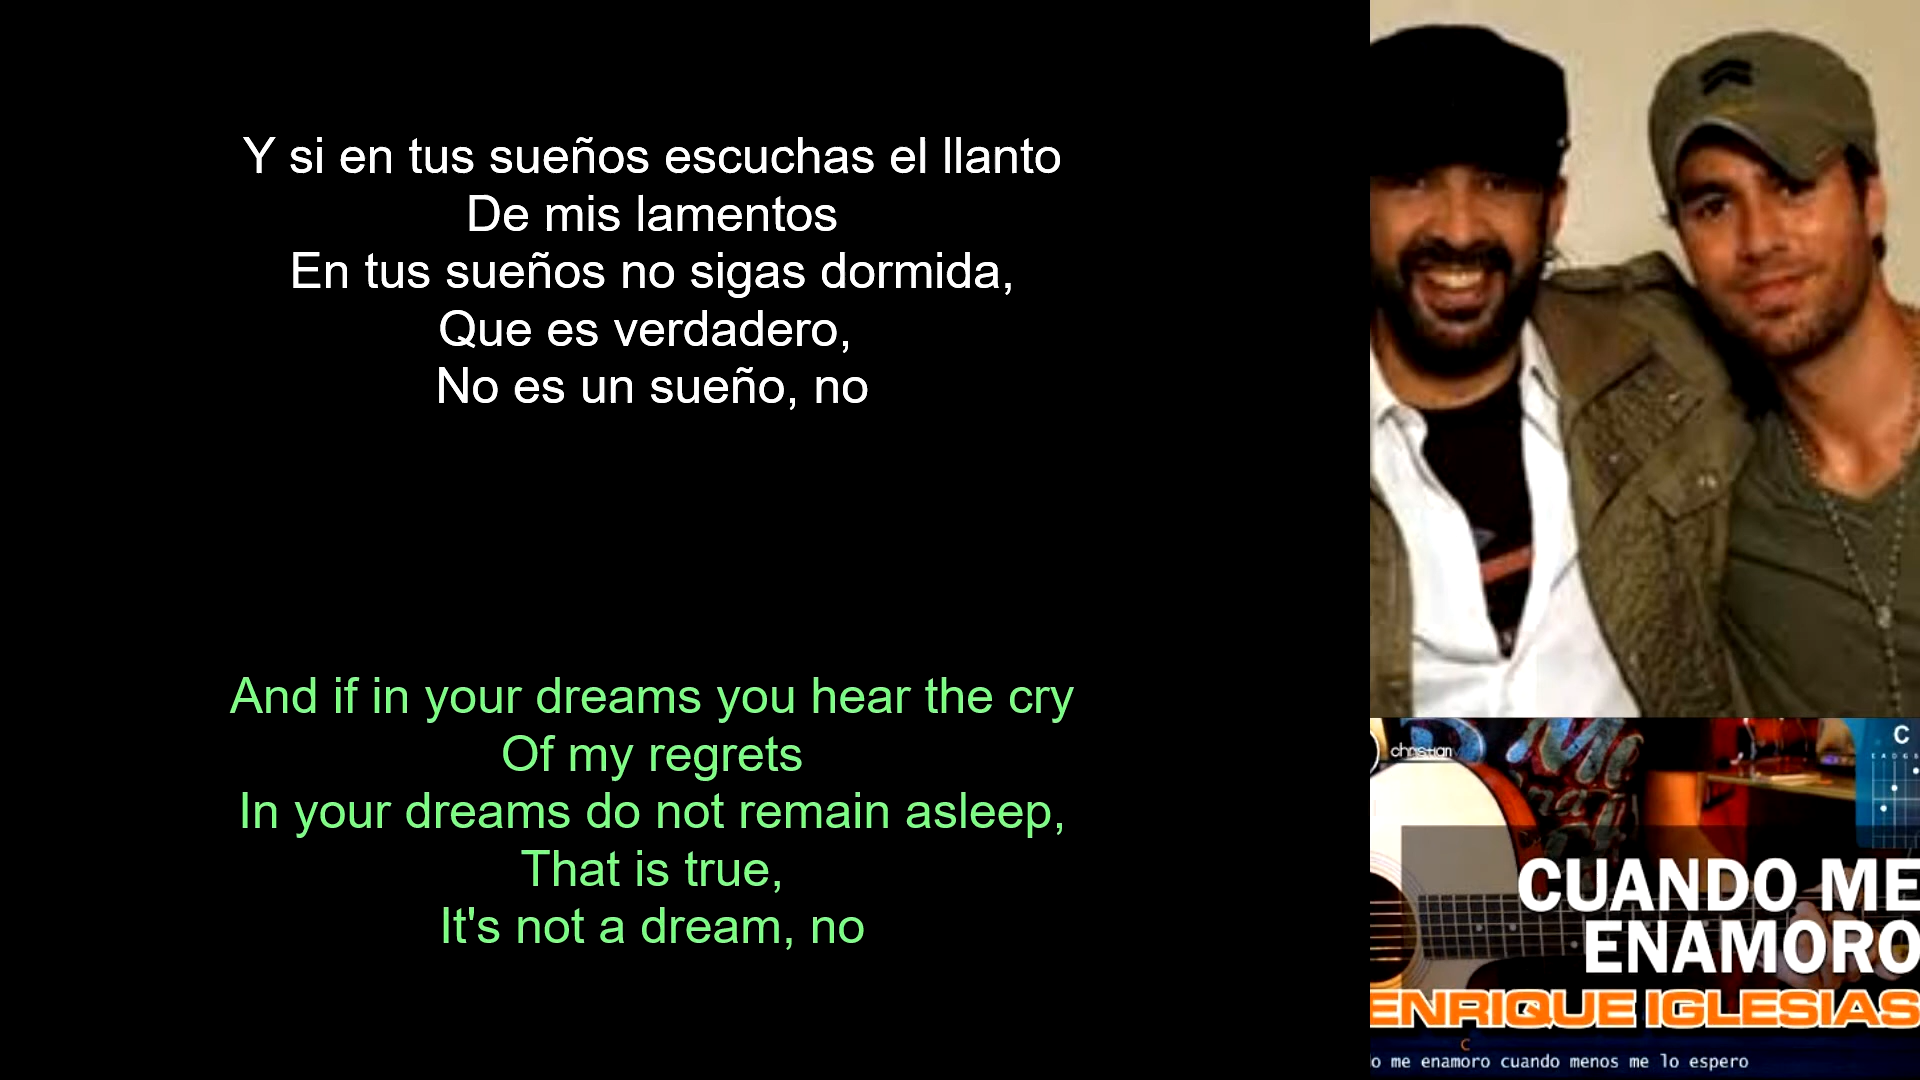 Y si en tus sueños escuchas el llanto
De mis lamentos
En tus sueños no sigas dormida,
Que es verdadero,
No es un sueño, no
And if in your dreams you hear the cry
Of my regrets
In your dreams do not remain asleep,
That is true,
It's not a dream, no
christian
C
E A D G
CUANDO ME
ENAMORO
ENRIQUE IGLESIAS
C
o me enamoro cuando menos me lo espero